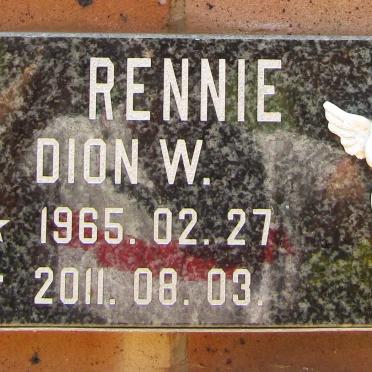 RENNIE
DION W.
1965. 02. 27
2011. 08. 03.